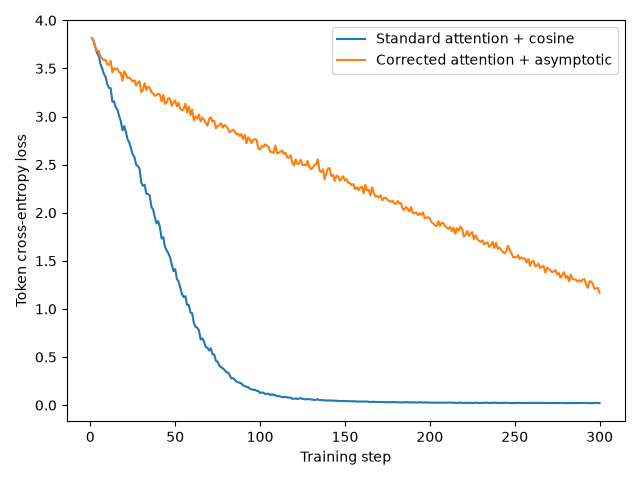 4.0
3.5
3.0
2.5
2.0
1.5
1.0
0.5
0.0
Token cross-entropy loss
Standard attention + cosine
Corrected attention + asymptotic
0 50 100 150 200 250 300
Training step